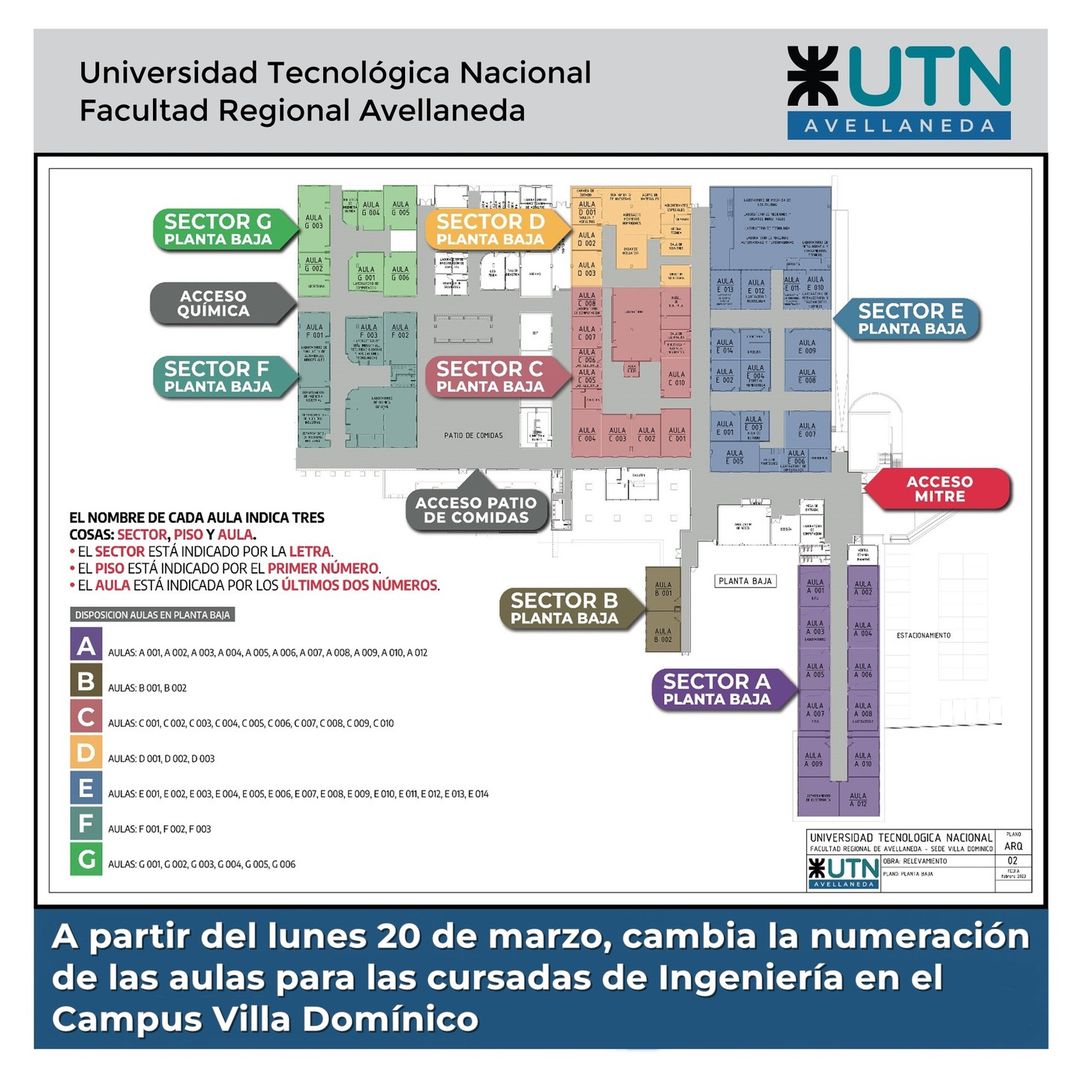 Universidad Tecnológica Nacional
Facultad Regional Avellaneda
UTN
AVELLANEDA
SECTOR G
PLANTA BAJA
ACCESO
QUÍMICA
SECTOR F
PLANTA BAJA
SECTOR D
PLANTA BAJA
SECTOR C
PLANTA BAJA
SECTOR E
PLANTA BAJA
ACCESO
MITRE
ACCESO PATIO
DE COMIDAS
SECTOR B
PLANTA BAJA
SECTOR A
PLANTA BAJA
AULA
G 003
AULA
G 004
AULA
G 005
AULA
G 002
AULA
G 001
AULA
G 006
AULA
F 001
AULA
F 003
AULA
F 002
PATIO DE COMIDAS
AULA
D 001
AULA
D 002
AULA
D 003
AULA
C 008
AULA
C 007
AULA
C 006
AULA
C 005
AULA
C 004
AULA
C 003
AULA
C 002
AULA
C 001
AULA
C 010
AULA
E 013
AULA
E 012
AULA
E 011
AULA
E 010
AULA
E 014
AULA
E 009
AULA
E 002
AULA
E 004
AULA
E 008
AULA
E 001
AULA
E 003
AULA
E 007
AULA
E 005
AULA
E 006
AULA
B 001
AULA
B 002
PLANTA BAJA
AULA
A 001
AULA
A 002
AULA
A 003
AULA
A 004
AULA
A 005
AULA
A 006
AULA
A 007
AULA
A 008
AULA
A 009
AULA
A 010
AULA
A 012
ESTACIONAMIENTO
EL NOMBRE DE CADA AULA INDICA TRES
COSAS: SECTOR, PISO Y AULA.
• EL SECTOR ESTÁ INDICADO POR LA LETRA.
• EL PISO ESTÁ INDICADO POR EL PRIMER NÚMERO.
• EL AULA ESTÁ INDICADA POR LOS ÚLTIMOS DOS NÚMEROS.
DISPOSICION AULAS EN PLANTA BAJA
A AULAS: A 001, A 002, A 003, A 004, A 005, A 006, A 007, A 008, A 009, A 010, A 012
B AULAS: B 001, B 002
C AULAS: C 001, C 002, C 003, C 004, C 005, C 006, C 007, C 008, C 009, C 010
D AULAS: D 001, D 002, D 003
E AULAS: E 001, E 002, E 003, E 004, E 005, E 006, E 007, E 008, E 009, E 010, E 011, E 012, E 013, E 014
F AULAS: F 001, F 002, F 003
G AULAS: G 001, G 002, G 003, G 004, G 005, G 006
UNIVERSIDAD TECNOLOGICA NACIONAL
FACULTAD REGIONAL DE AVELLANEDA - SEDE VILLA DOMINICO
UTN
AVELLANEDA
OBRA: RELEVAMIENTO
PLANO: PLANTA BAJA
PLANO
ARQ
02
FECHA
Febrero 2023
A partir del lunes 20 de marzo, cambia la numeración
de las aulas para las cursadas de Ingeniería en el
Campus Villa Domínico